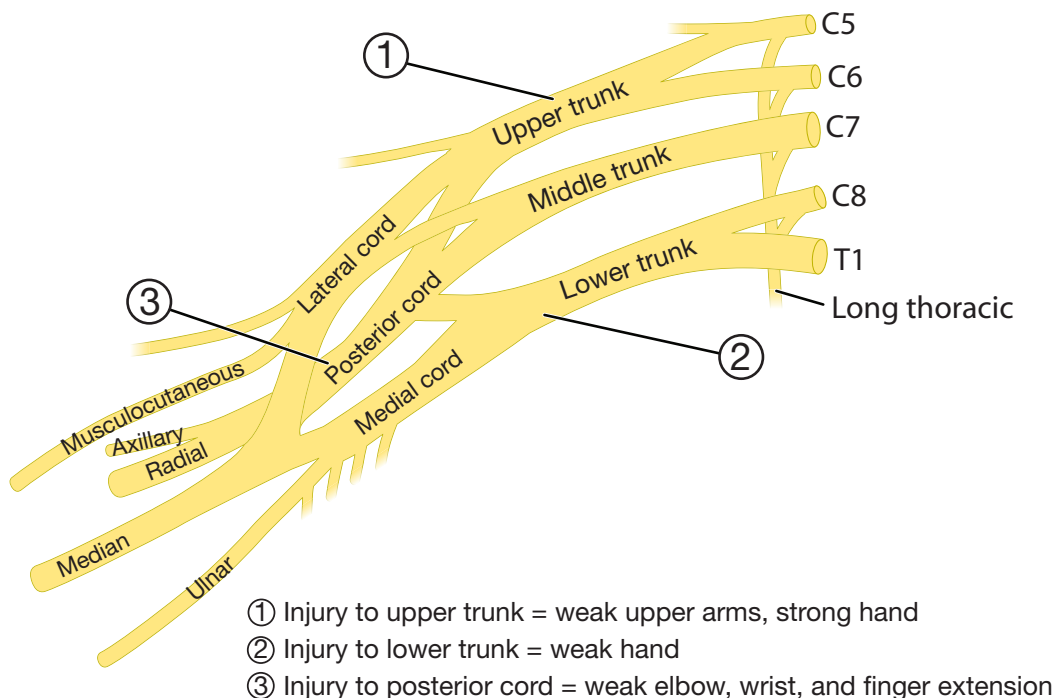 ① C5
C6
Upper trunk
C7
Middle trunk
C8
Lateral cord
Lower trunk
T1
③
Long thoracic
Posterior cord
②
Medial cord
Musculocutaneous
Axillary
Radial
Median
Ulnar
① Injury to upper trunk = weak upper arms, strong hand
② Injury to lower trunk = weak hand
③ Injury to posterior cord = weak elbow, wrist, and finger extension